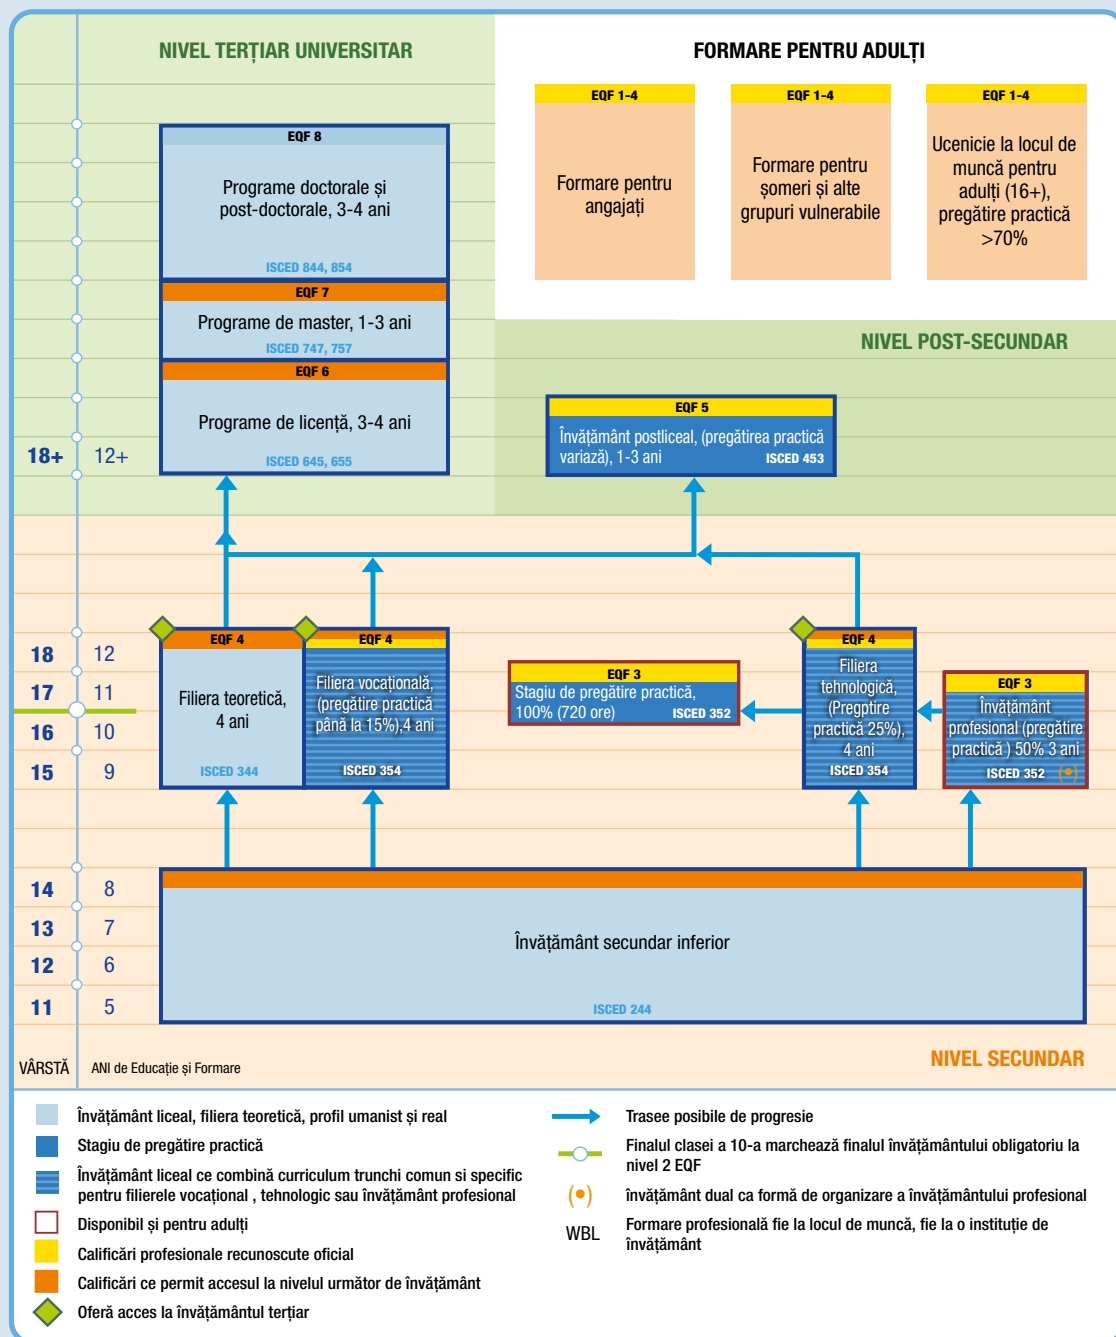 NIVEL TERȚIAR UNIVERSITAR
FORMARE PENTRU ADULȚI
EQF 1-4
Formare pentru
angajați
EQF 1-4
Formare pentru
șomeri și alte
grupuri vulnerabile
EQF 1-4
Ucenicie la locul de
muncă pentru
adulți (16+),
pregătire practică
>70%
EQF 8
Programe doctorale și
post-doctorale, 3-4 ani
ISCED 844, 854
EQF 7
Programe de master, 1-3 ani
ISCED 747, 757
EQF 6
Programe de licență, 3-4 ani
ISCED 645, 655
NIVEL POST-SECUNDAR
EQF 5
Învățământ postliceal, (pregătirea practică
variază), 1-3 ani
ISCED 453
18+ 12+
EQF 4
Filiera teoretică,
4 ani
ISCED 344
EQF 4
Filiera vocațională,
(pregătire practică
până la 15%),4 ani
ISCED 354
EQF 3
Stagiu de pregătire practică,
100% (720 ore)
ISCED 352
EQF 4
Filiera
tehnologică,
(Pregptire
practică 25%),
4 ani
ISCED 354
EQF 3
Învățământ
profesional (pregătire
practică ) 50% 3 ani
ISCED 352
18 12
17 11
16 10
15 9
14 8
13 7
12 6
11 5
Învățământ secundar inferior
ISCED 244
NIVEL SECUNDAR
VÂRSTĂ
ANI de Educație și Formare
Învățământ liceal, filiera teoretică, profil umanist și real
Stagiu de pregătire practică
Învățământ liceal ce combină curriculum trunchi comun si specific
pentru filierele vocațional , tehnologic sau învățământ profesional
Disponibil și pentru adulți
Calificări profesionale recunoscute oficial
Calificări ce permit accesul la nivelul următor de învățământ
Oferă acces la învățământul terțiar
Trasee posibile de progresie
Finalul clasei a 10-a marchează finalul învățământului obligatoriu la
nivel 2 EQF
învățământ dual ca formă de organizare a învățământului profesional
WBL
Formare profesională fie la locul de muncă, fie la o instituție de
învățământ